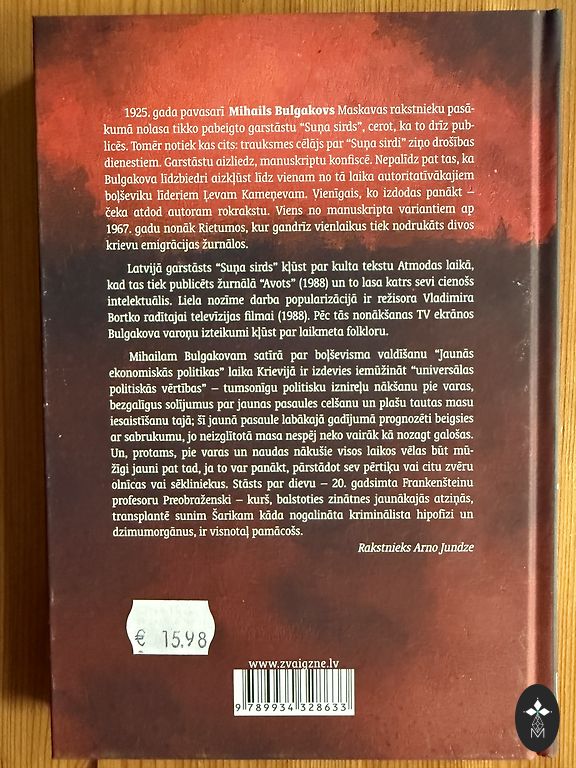 1925. gada pavasarī Mihails Bulgakovs Maskavas rakstnieku pasā-
kumā nolasa tikko pabeigto garstāstu “Suņa sirds”, cerot, ka to drīz pub-
licēs. Tomēr notiek kas cits: trauksmes cēlājs par “Suņa sirdi” ziņo drošības
dienestiem. Garstāstu aizliedz, manuskriptu konfiscē. Nepalīdz pat tas, ka
Bulgakova līdzbiedri aizkļūst līdz vienam no tā laika autoritatīvākajiem
boļševiku līderiem Ļevam Kameņevam. Vienīgais, ko izdodas panākt –
čeka atdod autoram rokrakstu. Viens no manuskripta variantiem ap
1967. gadu nonāk Rietumos, kur gandrīz vienlaikus tiek nodrukāts divos
krievu emigrācijas žurnālos.
Latvijā garstāsts “Suņa sirds” kļūst par kulta tekstu Atmodas laikā,
kad tas tiek publicēts žurnālā “Avots” (1988) un to lasa katrs sevi cienošs
intelektuālis. Liela nozīme darba popularizācijā ir režisora Vladimira
Bortko radītajai televīzijas filmai (1988). Pēc tās nonākšanas TV ekrānos
Bulgakova varoņu izteikumi kļūst par laikmeta folkloru.
Mihailam Bulgakovam satīrā par boļševisma valdīšanu “Jaunās
ekonomiskās politikas” laika Krievijā ir izdevies iemūžināt “universālas
politiskās vērtības” – tumsonīgu politisku iznireļu nākšanu pie varas,
bezgalīgus solījumus par jaunas pasaules celšanu un plašu tautas masu
iesaistīšanu tajā; šī jaunā pasaule labākajā gadījumā prognozēti beigsies
ar sabrukumu, jo neizglītotā masa nespēj neko vairāk kā nozagt galošas.
Un, protams, pie varas un naudas nākušie visos laikos vēlas būt mū-
žīgi jauni pat tad, ja to var panākt, pārstādot sev pērtiķu vai citu zvēru
olnīcas vai sēkliniekus. Stāsts par dievu – 20. gadsimta Frankenšteinu
profesoru Preobraženski – kurš, balstoties zinātnes jaunākajās atziņās,
transplantē sunim Šarikam kāda nogalināta kriminālista hipofīzi un
dzimumorgānus, ir visnotaļ pamācošs.
Rakstnieks Arno Jundze
€ 15.98
www.zvaigzne.lv
9 789934 328633
M